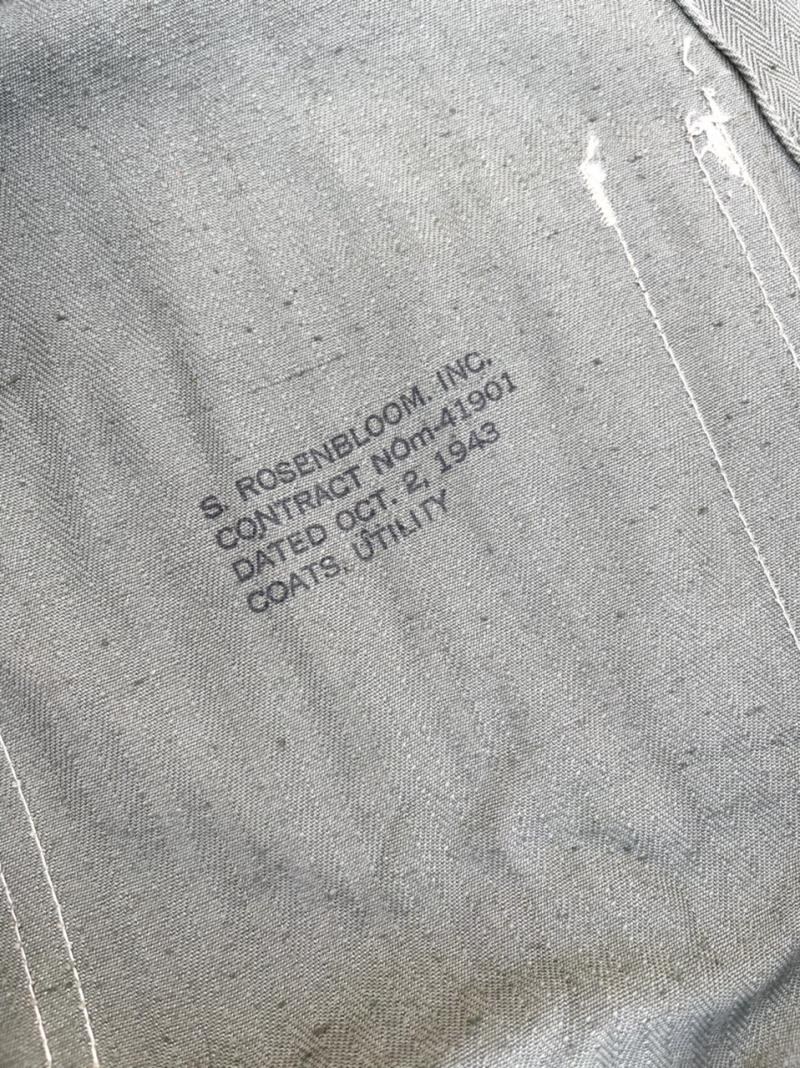 S. ROSENBLOOM, INC.
CONTRACT NOm-41901
DATED OCT. 2, 1943
COATS, UTILITY